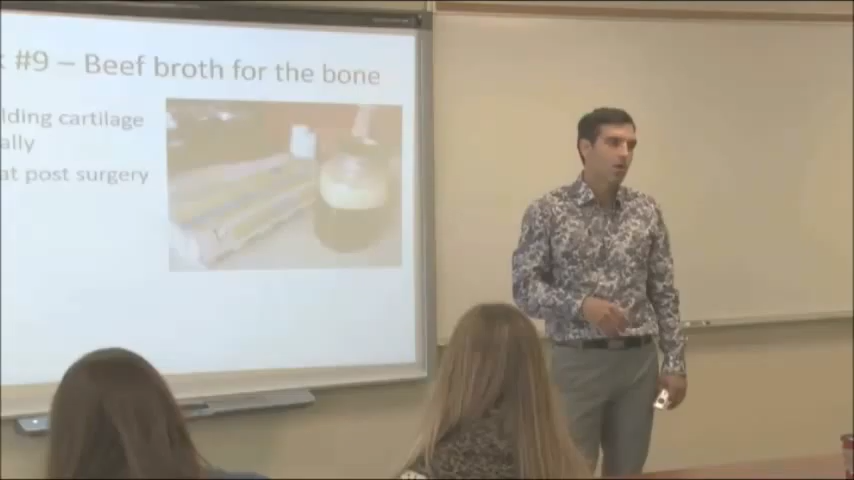 #9 – Beef broth for the bone
lding cartilage
ally
at post surgery